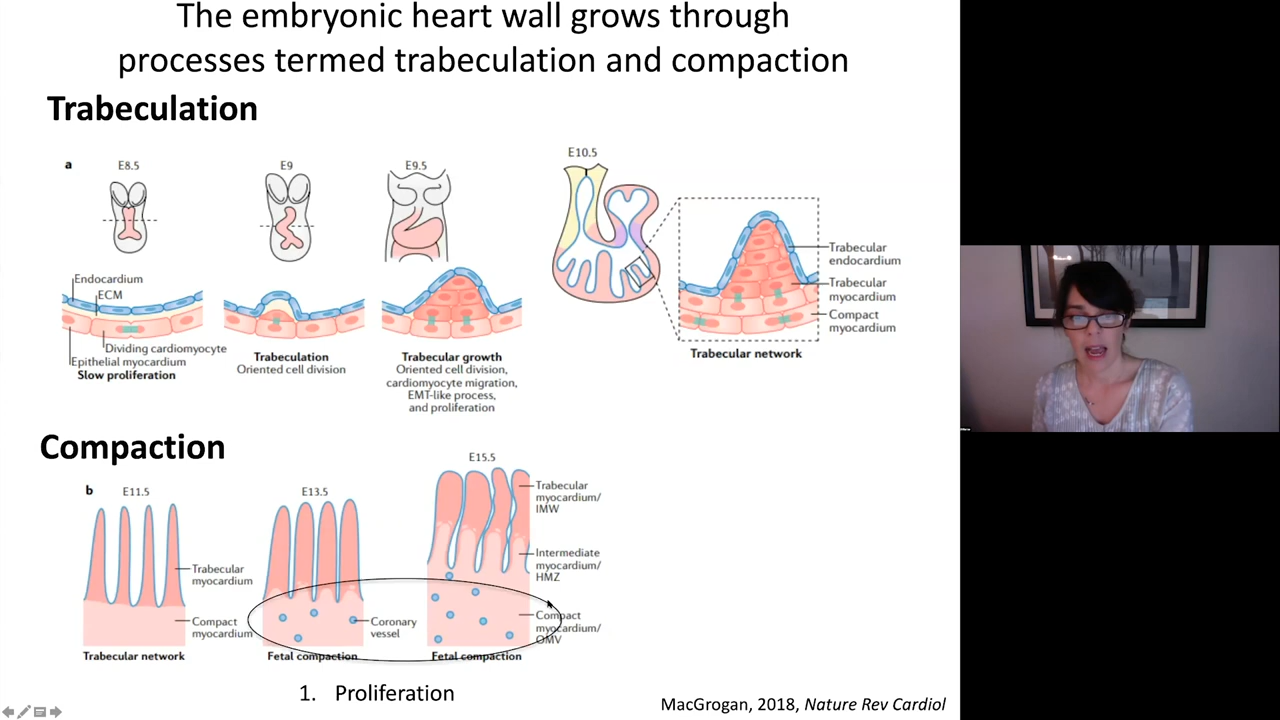 The embryonic heart wall grows through
processes termed trabeculation and compaction
Trabeculation
a
E8.5
E9
E9.5
E10.5
Endocardium
ECM
Dividing cardiomyocyte
Epithelial myocardium
Slow proliferation
Trabeculation
Oriented cell division
Trabecular growth
Oriented cell division,
cardiomyocyte migration,
EMT-like process,
and proliferation
Trabecular
endocardium
Trabecular
myocardium
Compact
myocardium
Trabecular network
Compaction
b
E11.5
E13.5
E15.5
Trabecular
myocardium
Compact
myocardium
Trabecular network
Coronary
vessel
Fetal compaction
Trabecular
myocardium/
IMW
Intermediate
myocardium/
HMZ
Compact
myocardium/
OMV
Fetal compaction
1. Proliferation
MacGrogan, 2018, Nature Rev Cardiol